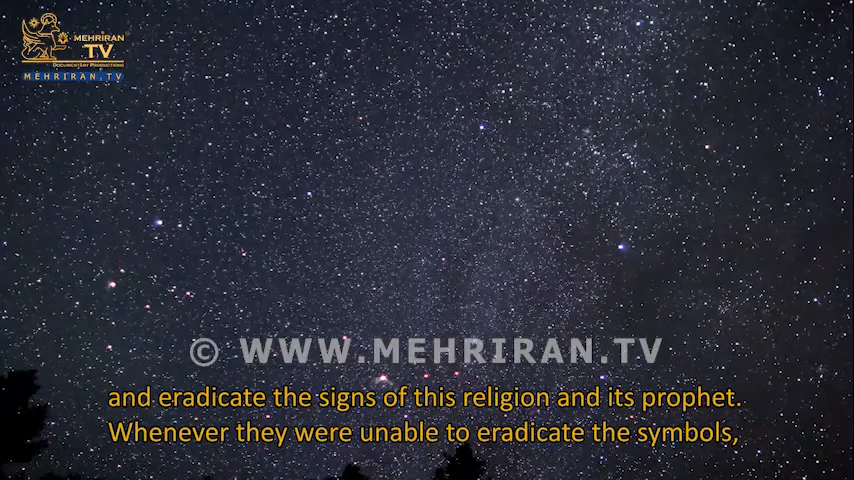 MEHRIRAN
TV
DOCUMENTARY PRODUCTIONS
MEHRIRAN.TV
© WWW.MEHRIRAN.TV
and eradicate the signs of this religion and its prophet.
Whenever they were unable to eradicate the symbols,